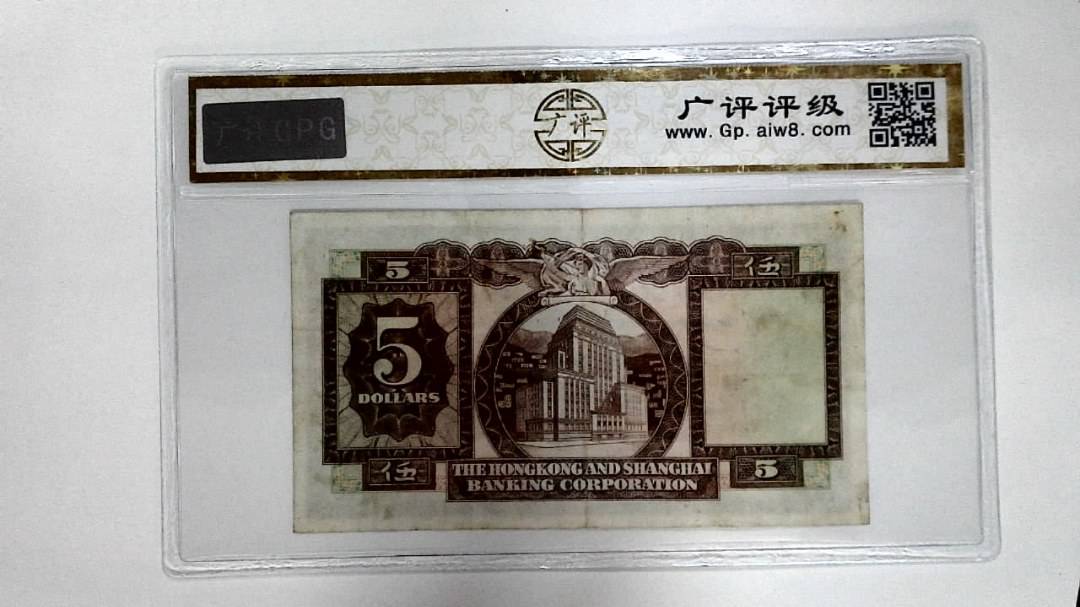 广评GPG
广评
广评评级
www.Gp.aiw8.com
5
伍
5
DOLLARS
伍
THE HONGKONG AND SHANGHAI
BANKING CORPORATION
5